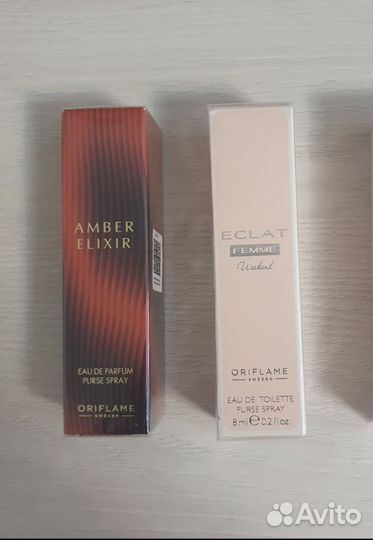 AMBER
ELIXIR
EAU DE PARFUM
PURSE SPRAY
ORIFLAME
SWEDEN
ECLAT
FEMME
Weekend
ORIFLAME
SWEDEN
EAU DE TOILETTE
PURSE SPRAY
8 ml e 0.2 fl.oz.
Avito